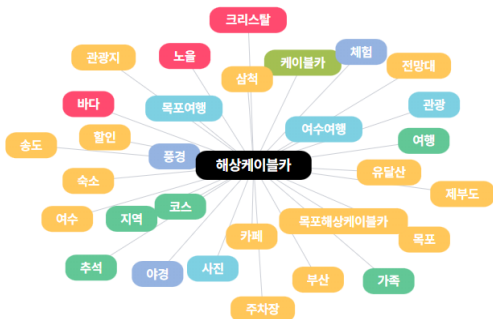 크리스탈
관광지
노을
케이블카
체험
전망대
삼척
바다
목포여행
관광
여수여행
송도
할인
여행
풍경
해상케이블카
유달산
숙소
제부도
여수
지역
코스
목포해상케이블카
카페
목포
추석
야경
사진
부산
가족
주차장